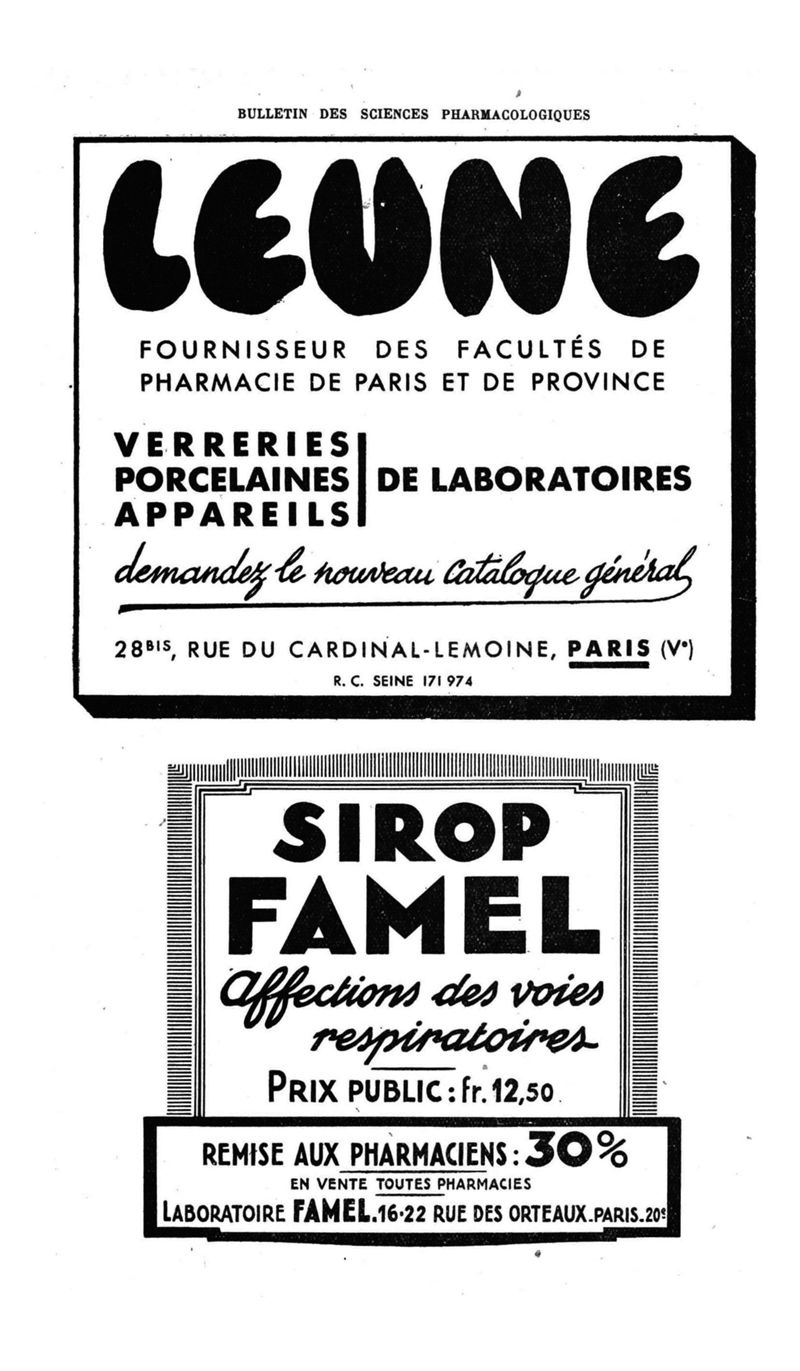 BULLETIN DES SCIENCES PHARMACOLOGIQUES
LEUNE
FOURNISSEUR DES FACULTÉS DE
PHARMACIE DE PARIS ET DE PROVINCE
VERRERIES
PORCELAINES DE LABORATOIRES
APPAREILS
demandez le nouveau catalogue général
28BIS, RUE DU CARDINAL-LEMOINE, PARIS (Ve)
R. C. SEINE 171 974
SIROP
FAMEL
Affections des voies
respiratoires
PRIX PUBLIC : fr. 12,50
REMISE AUX PHARMACIENS : 30%
EN VENTE TOUTES PHARMACIES
LABORATOIRE FAMEL.16-22 RUE DES ORTEAUX.PARIS.20e